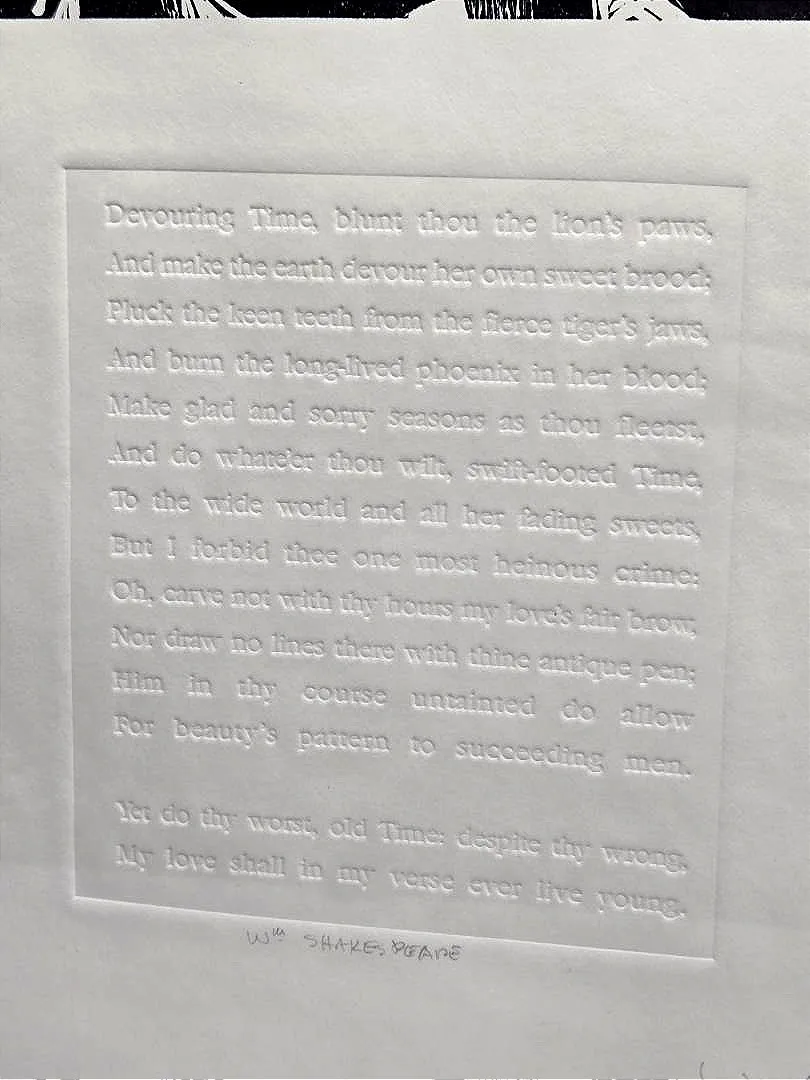 Devouring Time, blunt thou the lion's paws,
And make the earth devour her own sweet brood;
Pluck the keen teeth from the fierce tiger's jaws,
And burn the long-lived phoenix in her blood;
Make glad and sorry seasons as thou fleetst,
And do whate'er thou wilt, swift-footed Time,
To the wide world and all her fading sweets,
But I forbid thee one most heinous crime:
Oh, carve not with thy hours my love's fair brow,
Nor draw no lines there with thine antique pen;
Him in thy course untainted do allow
For beauty's pattern to succeeding men.
Yet do thy worst, old Time: despite thy wrong,
My love shall in my verse ever live young.
Wm SHAKESPEARE